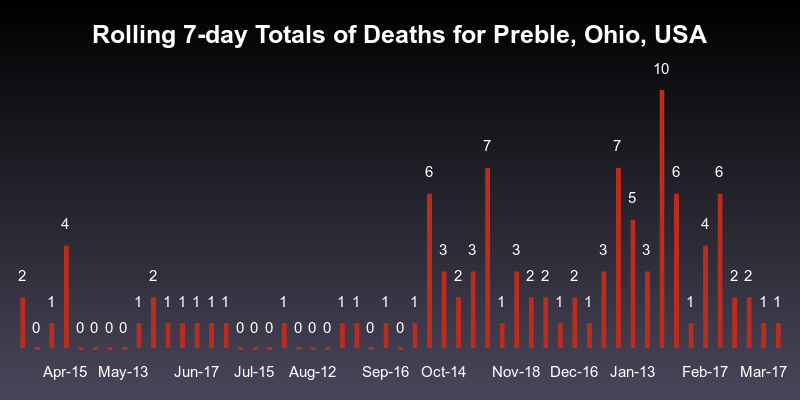 Rolling 7-day Totals of Deaths for Preble, Ohio, USA
2 0 1 4 0 0 0 0 1 2 1 1 1 1 1 0 0 0 1 0 0 0 1 1 0 1 0 1 6 3 2 3 7 1 3 2 2 1 2 1 3 7 5 3 10 6 1 4 6 2 2 1 1
Apr-15 May-13 Jun-17 Jul-15 Aug-12 Sep-16 Oct-14 Nov-18 Dec-16 Jan-13 Feb-17 Mar-17